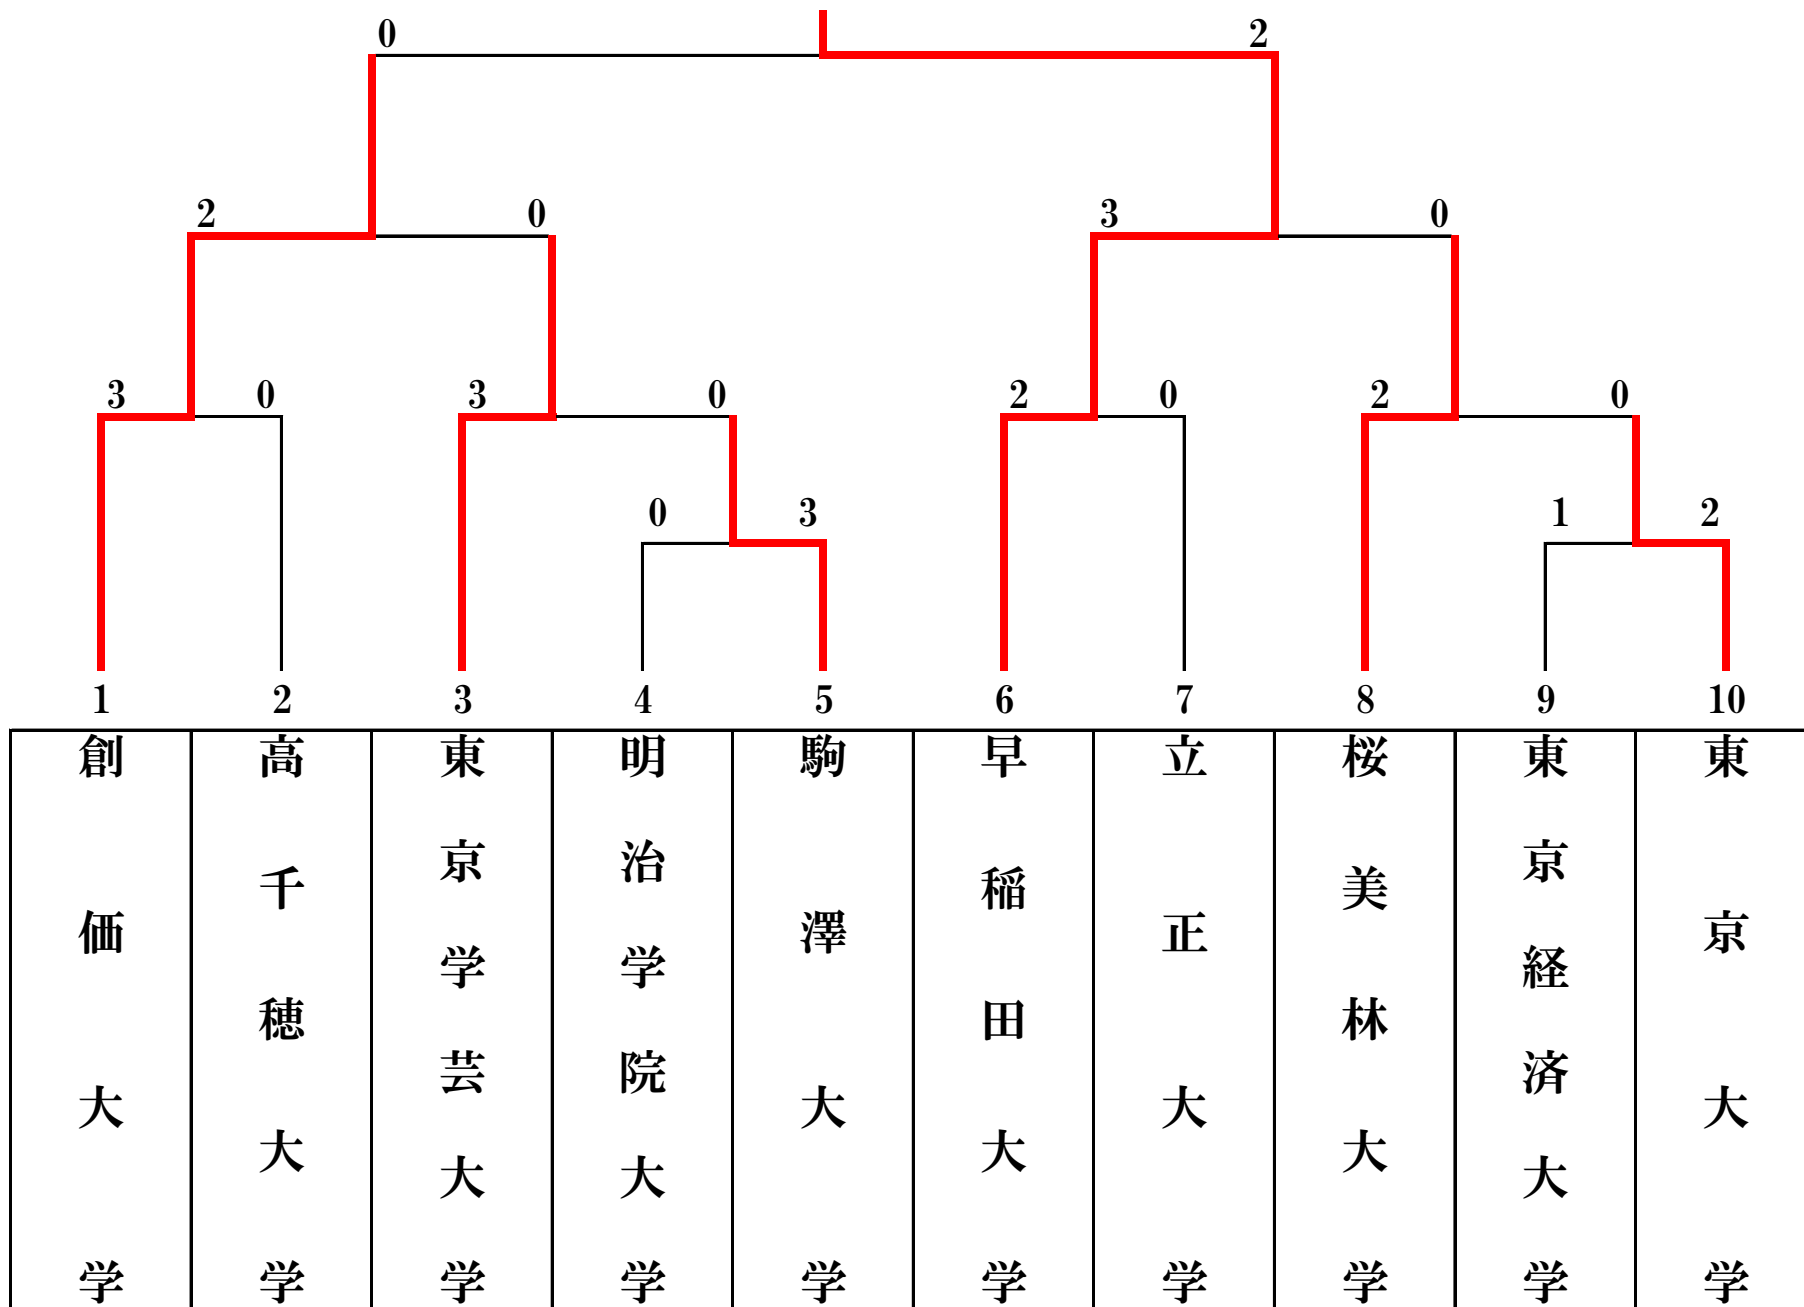 0 2
2 0 3 0
3 0 3 0 2 0 2 0
0 3 1 2
1 2 3 4 5 6 7 8 9 10
創価大学
高千穂大学
東京学芸大学
明治学院大学
駒澤大学
早稲田大学
立正大学
桜美林大学
東京経済大学
東京大学